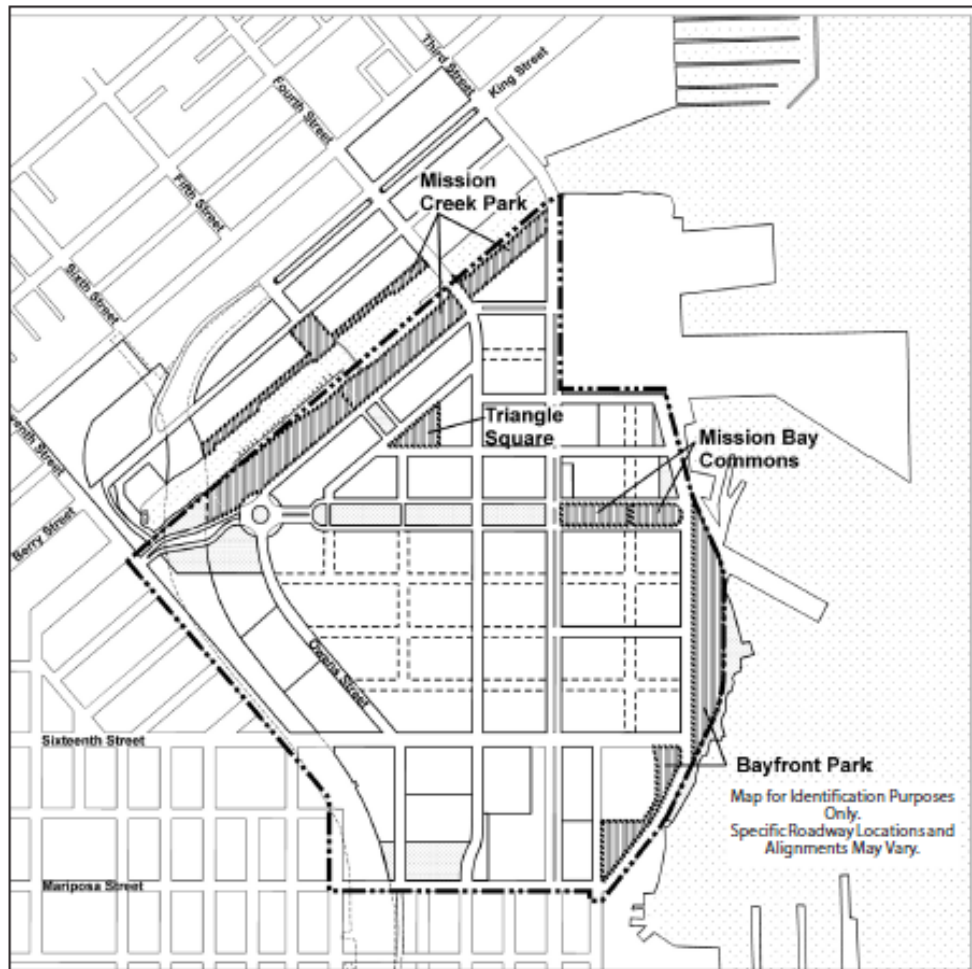 Third Street
King Street
Fourth Street
Mission
Creek Park
Fifth Street
Sixth Street
Triangle
Square
Mission Bay
Commons
venth Street
Berry Street
Owens Street
Sixteenth Street
Bayfront Park
Map for Identification Purposes
Only.
Specific Roadway Locations and
Alignments May Vary.
Mariposa Street